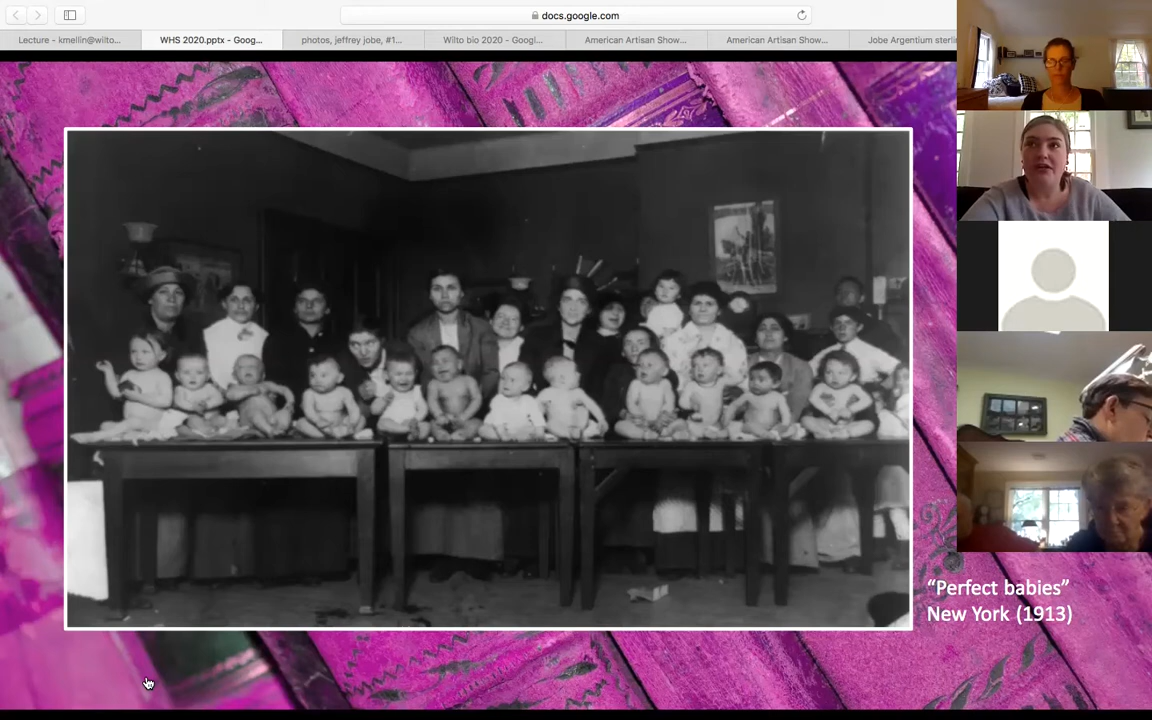 docs.google.com
Lecture - kmellin@wilto...
WHS 2020.pptx - Goog...
photos, jeffrey jobe, #1...
Wilto bio 2020 - Googl...
American Artisan Show...
American Artisan Show...
Jobe Argentium sterli
“Perfect babies”
New York (1913)